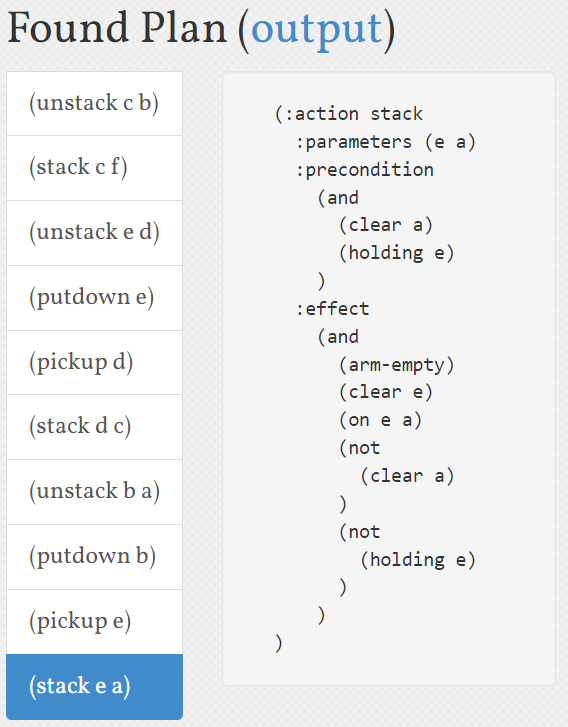 Found Plan (output)
(unstack c b)
(stack c f)
(unstack e d)
(putdown e)
(pickup d)
(stack d c)
(unstack b a)
(putdown b)
(pickup e)
(stack e a)
(:action stack
  :parameters (e a)
  :precondition
    (and
      (clear a)
      (holding e)
    )
  :effect
    (and
      (arm-empty)
      (clear e)
      (on e a)
      (not
        (clear a)
      )
      (not
        (holding e)
      )
    )
)